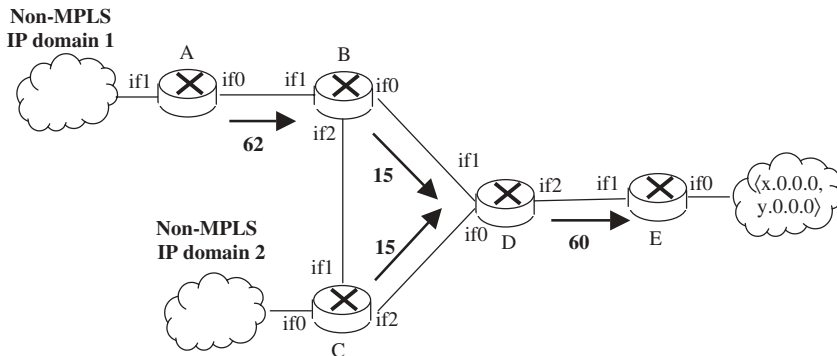 Non-MPLS
IP domain 1
A
B
if1
if0
if1
if0
62
if2
15
if1
if2
if1
if0
⟨x.0.0.0,
y.0.0.0⟩
Non-MPLS
IP domain 2
15
if0
D
60
E
if1
if0
if2
C